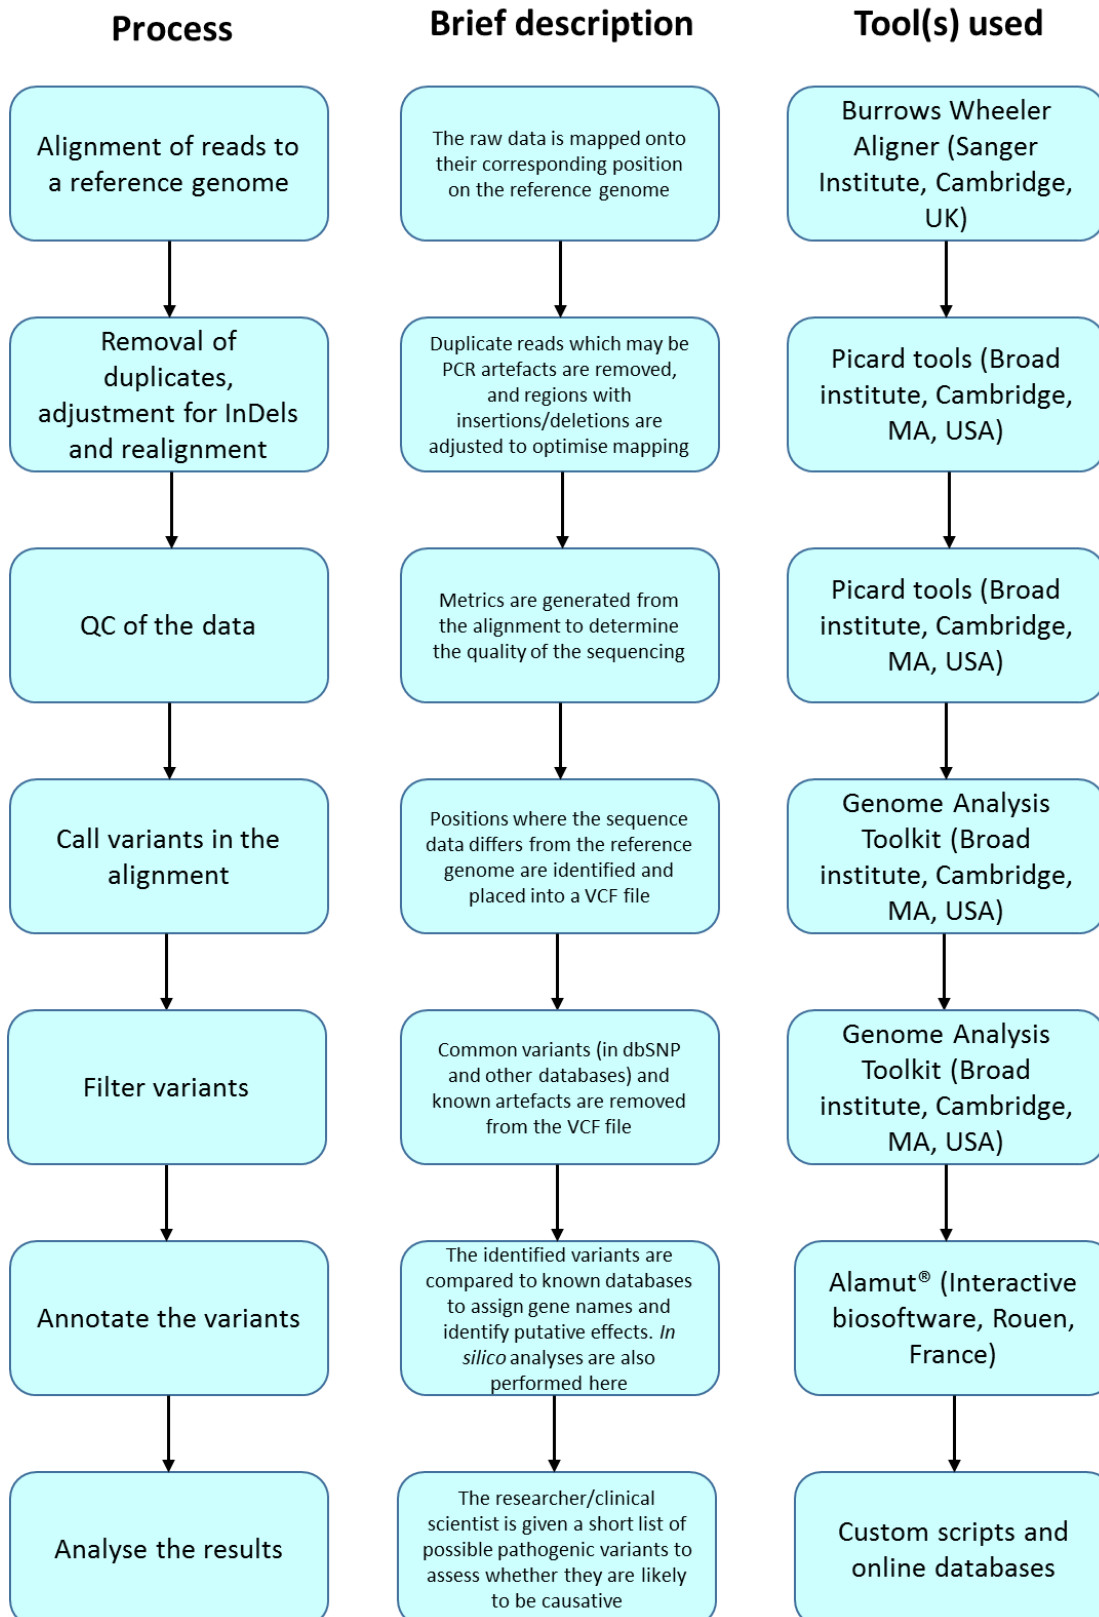 Process
Brief description
Tool(s) used
Alignment of reads to
a reference genome
The raw data is mapped onto
their corresponding position
on the reference genome
Burrows Wheeler
Aligner (Sanger
Institute, Cambridge,
UK)
Removal of
duplicates,
adjustment for InDels
and realignment
Duplicate reads which may be
PCR artefacts are removed,
and regions with
insertions/deletions are
adjusted to optimise mapping
Picard tools (Broad
institute, Cambridge,
MA, USA)
QC of the data
Metrics are generated from
the alignment to determine
the quality of the sequencing
Picard tools (Broad
institute, Cambridge,
MA, USA)
Call variants in the
alignment
Positions where the sequence
data differs from the reference
genome are identified and
placed into a VCF file
Genome Analysis
Toolkit (Broad
institute, Cambridge,
MA, USA)
Filter variants
Common variants (in dbSNP
and other databases) and
known artefacts are removed
from the VCF file
Genome Analysis
Toolkit (Broad
institute, Cambridge,
MA, USA)
Annotate the variants
The identified variants are
compared to known databases
to assign gene names and
identify putative effects. In
silico analyses are also
performed here
Alamut® (Interactive
biosoftware, Rouen,
France)
Analyse the results
The researcher/clinical
scientist is given a short list of
possible pathogenic variants to
assess whether they are likely
to be causative
Custom scripts and
online databases